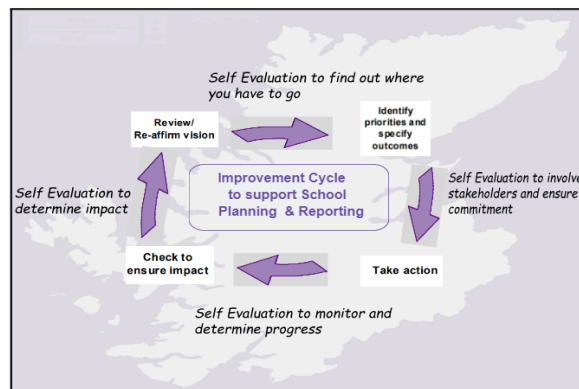 Self Evaluation to find out where
you have to go
Review/
Re-affirm vision
Identify
priorities and
specify
outcomes
Improvement Cycle
to support School
Planning & Reporting
Self Evaluation to involve
stakeholders and ensure
commitment
Self Evaluation to
determine impact
Check to
ensure impact
Take action
Self Evaluation to monitor and
determine progress